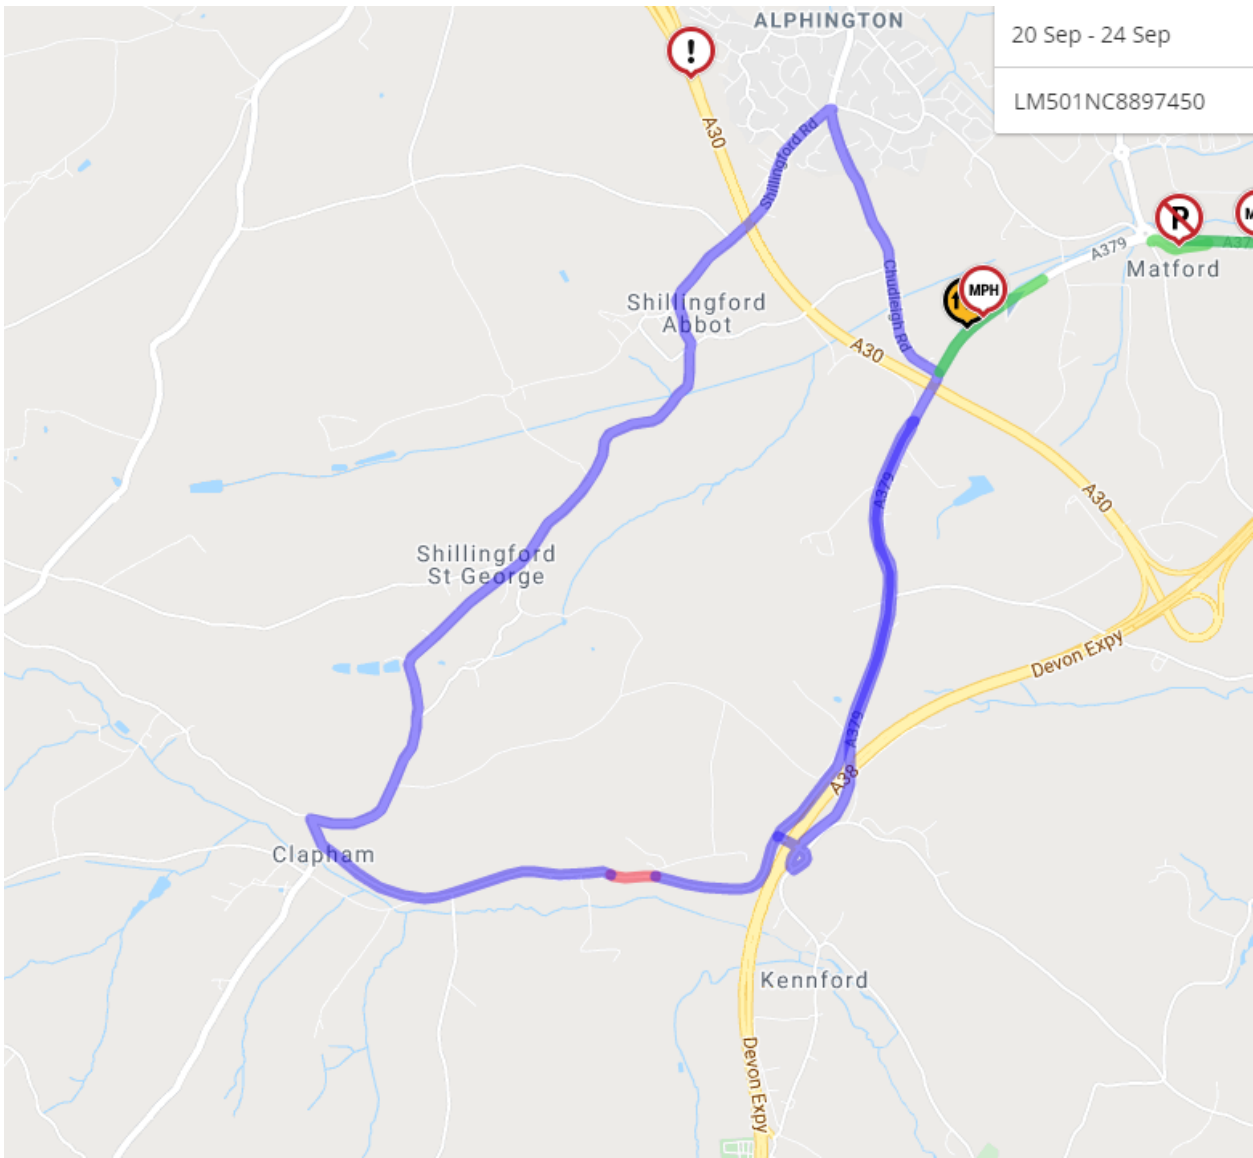 ALPHINGTON
20 Sep - 24 Sep
LM501NC8897450
A30
Shillingford Rd
P
M
A379
A37
Matford
MPH
Chudleigh Rd
Shillingford
Abbot
A30
A379
A30
Shillingford
St George
Devon Expy
A379
A38
Clapham
Kennford
Devon Expy